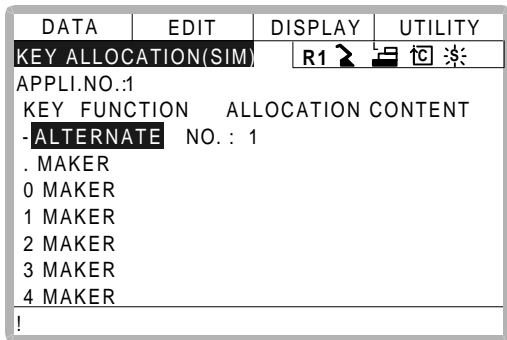 DATA EDIT DISPLAY UTILITY
KEY ALLOCATION(SIM) R1 C S
APPLI.NO.:1
KEY FUNCTION ALLOCATION CONTENT
-ALTERNATE NO. : 1
. MAKER
0 MAKER
1 MAKER
2 MAKER
3 MAKER
4 MAKER
!